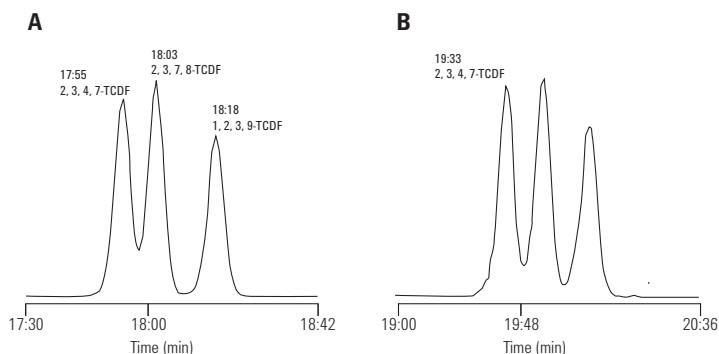 A
17:55
2, 3, 4, 7-TCDF
18:03
2, 3, 7, 8-TCDF
18:18
1, 2, 3, 9-TCDF
17:30
18:00
18:42
Time (min)
B
19:33
2, 3, 4, 7-TCDF
19:00
19:48
20:36
Time (min)